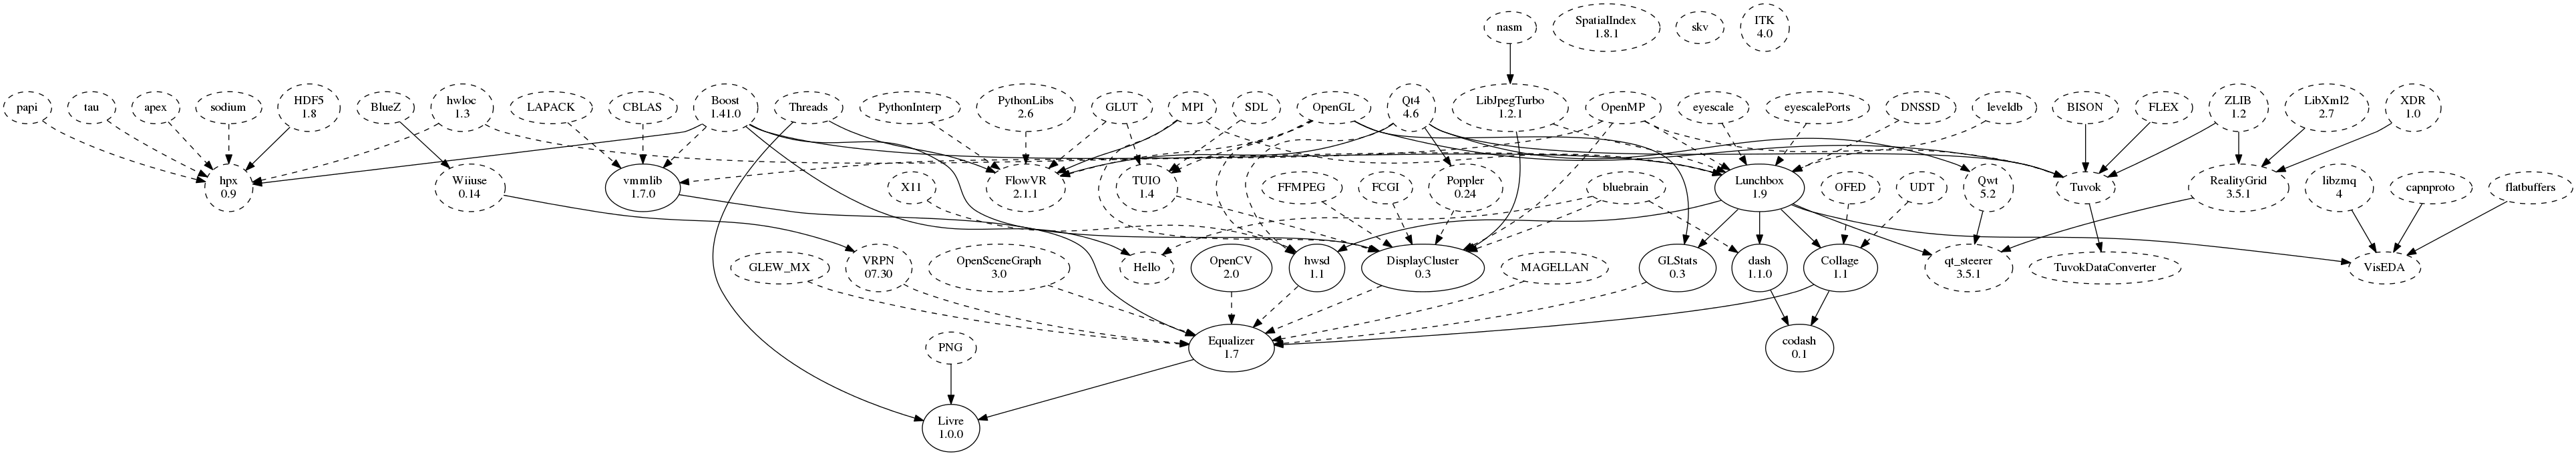 nasm
SpatialIndex
1.8.1
skv
ITK
4.0
papi
tau
apex
sodium
HDF5
1.8
BlueZ
hwloc
1.3
LAPACK
CBLAS
Boost
1.41.0
Threads
PythonInterp
PythonLibs
2.6
GLUT
MPI
SDL
OpenGL
Qt4
4.6
LibJpegTurbo
1.2.1
OpenMP
eyescale
eyescalePorts
DNSSD
leveldb
BISON
FLEX
ZLIB
1.2
LibXml2
2.7
XDR
1.0
hpx
0.9
Wiiuse
0.14
vmmlib
1.7.0
X11
FlowVR
2.1.1
TUIO
1.4
FFMPEG
FCGI
Poppler
0.24
bluebrain
Lunchbox
1.9
OFED
UDT
Qwt
5.2
Tuvok
RealityGrid
3.5.1
libzmq
4
capnproto
flatbuffers
GLEW_MX
VRPN
07.30
OpenSceneGraph
3.0
Hello
OpenCV
2.0
hwsd
1.1
DisplayCluster
0.3
MAGELLAN
GLStats
0.3
dash
1.1.0
Collage
1.1
qt_steerer
3.5.1
TuvokDataConverter
VisEDA
PNG
Equalizer
1.7
codash
0.1
Livre
1.0.0